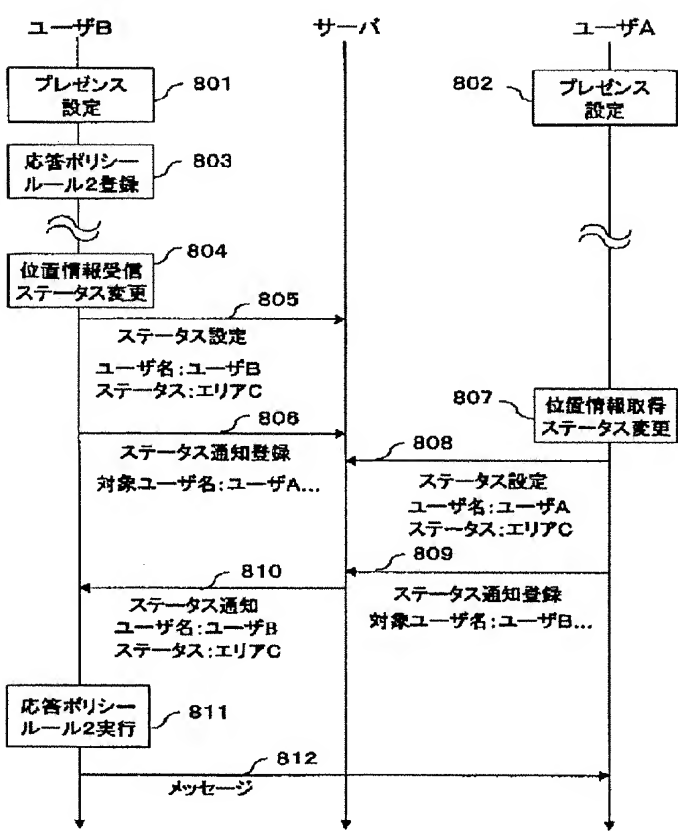 ユーザB
サーバ
ユーザA
プレゼンス
設定
801
802
プレゼンス
設定
応答ポリシー
ルール2登録
803
804
位置情報受信
ステータス変更
805
ステータス設定
ユーザ名:ユーザB
ステータス:エリアC
806
ステータス通知登録
対象ユーザ名:ユーザA...
807
位置情報取得
ステータス変更
808
ステータス設定
ユーザ名:ユーザA
ステータス:エリアC
809
ステータス通知登録
対象ユーザ名:ユーザB...
810
ステータス通知
ユーザ名:ユーザB
ステータス:エリアC
応答ポリシー
ルール2実行
811
812
メッセージ